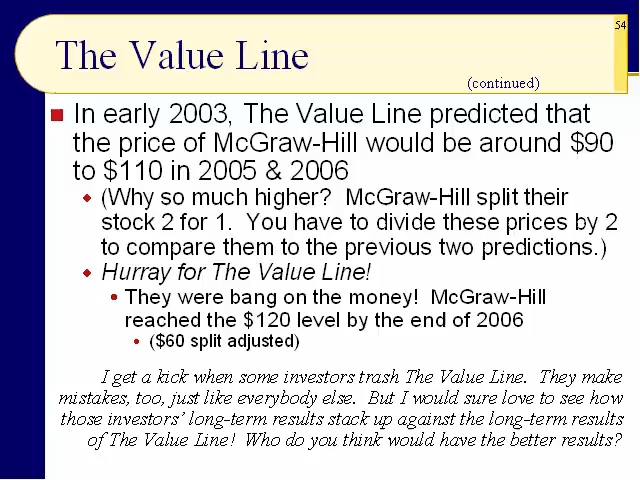 54
The Value Line
(continued)
In early 2003, The Value Line predicted that
the price of McGraw-Hill would be around $90
to $110 in 2005 & 2006
(Why so much higher?  McGraw-Hill split their
stock 2 for 1.  You have to divide these prices by 2
to compare them to the previous two predictions.)
Hurray for The Value Line!
They were bang on the money!  McGraw-Hill
reached the $120 level by the end of 2006
($60 split adjusted)
I get a kick when some investors trash The Value Line.  They make
mistakes, too, just like everybody else.  But I would sure love to see how
those investors’ long-term results stack up against the long-term results
of The Value Line!  Who do you think would have the better results?